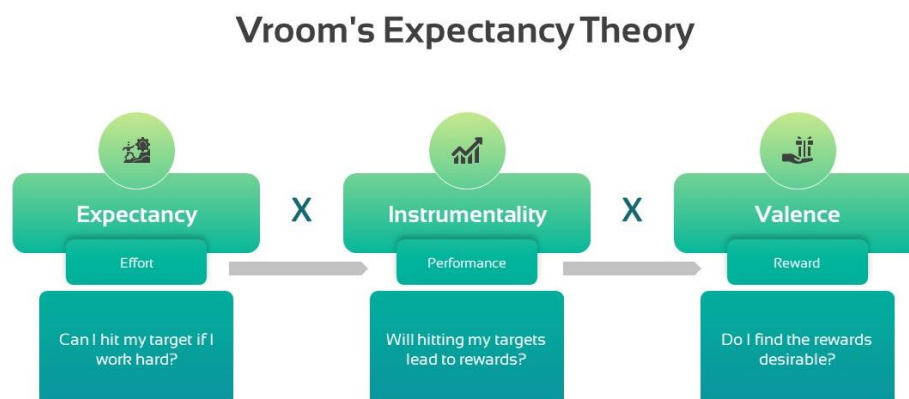 Vroom's Expectancy Theory
Expectancy
X
Instrumentality
X
Valence
Effort
Performance
Reward
Can I hit my target if I
work hard?
Will hitting my targets
lead to rewards?
Do I find the rewards
desirable?